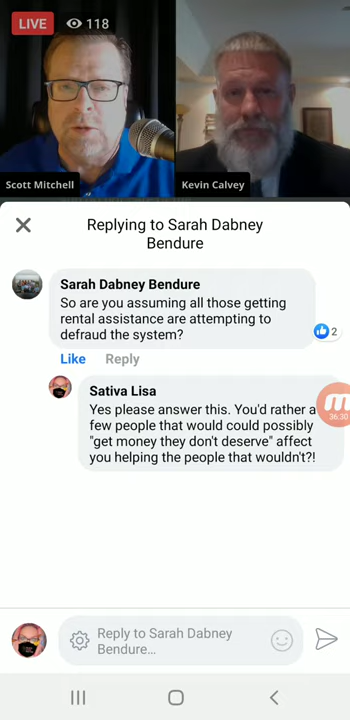 LIVE
118
Scott Mitchell
Kevin Calvey
Replying to Sarah Dabney
Bendure
Sarah Dabney Bendure
So are you assuming all those getting
rental assistance are attempting to
defraud the system?
2
Like Reply
Sativa Lisa
Yes please answer this. You'd rather a
few people that would could possibly
"get money they don't deserve" affect
you helping the people that wouldn't?!
36:30
Reply to Sarah Dabney
Bendure...